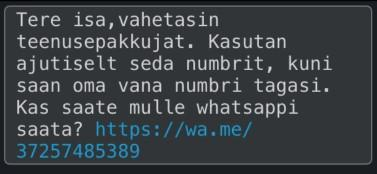 Tere isa,vahetasin
teenusepakkujat. Kasutan
ajutiselt seda numbrit, kuni
saan oma vana numbri tagasi.
Kas saate mulle whatsappi
saata? https://wa.me/
37257485389